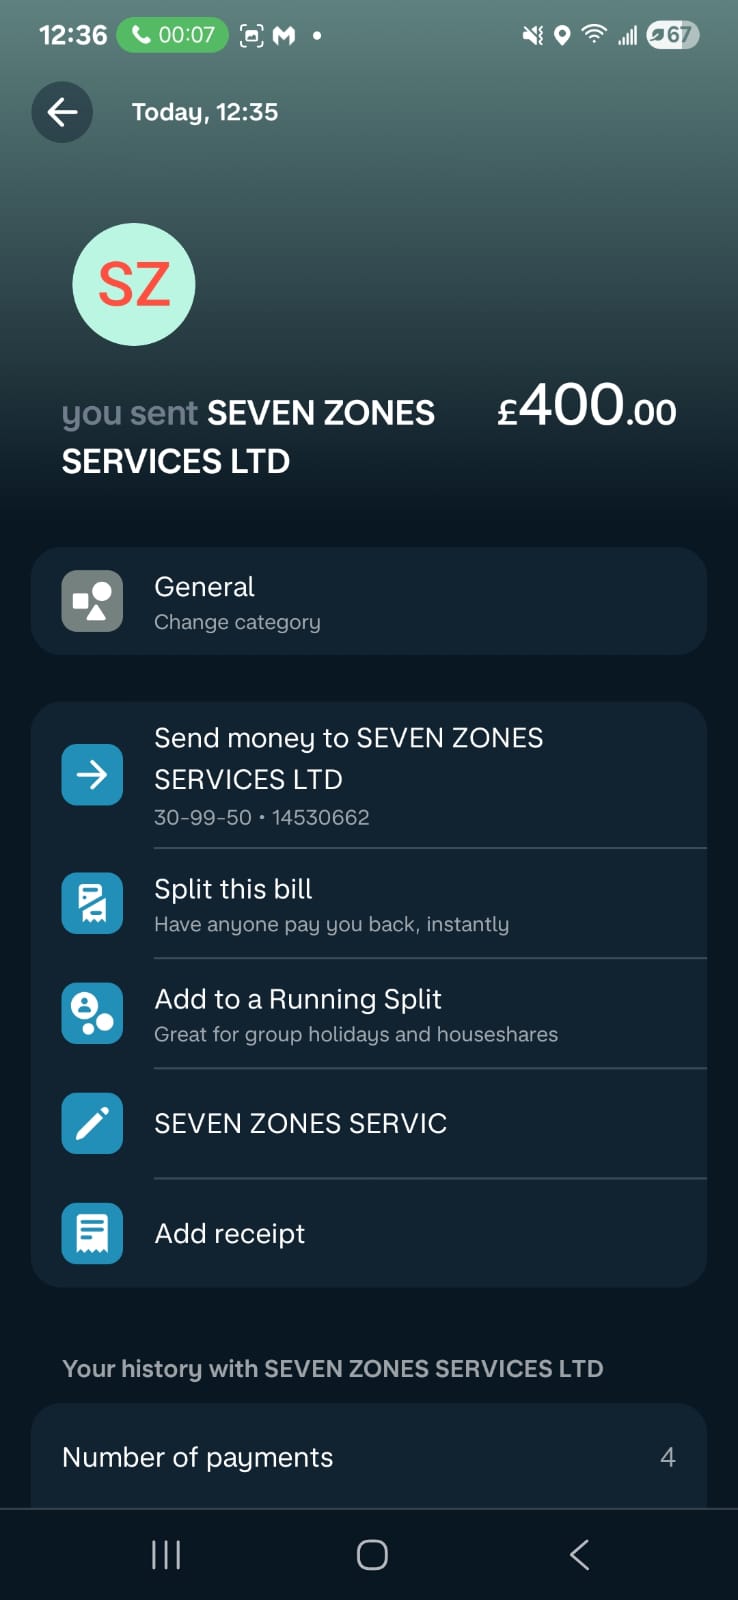 12:36 00:07 67
Today, 12:35
SZ
you sent SEVEN ZONES
SERVICES LTD
£400.00
General
Change category
Send money to SEVEN ZONES
SERVICES LTD
30-99-50 • 14530662
Split this bill
Have anyone pay you back, instantly
Add to a Running Split
Great for group holidays and houseshares
SEVEN ZONES SERVIC
Add receipt
Your history with SEVEN ZONES SERVICES LTD
Number of payments 4